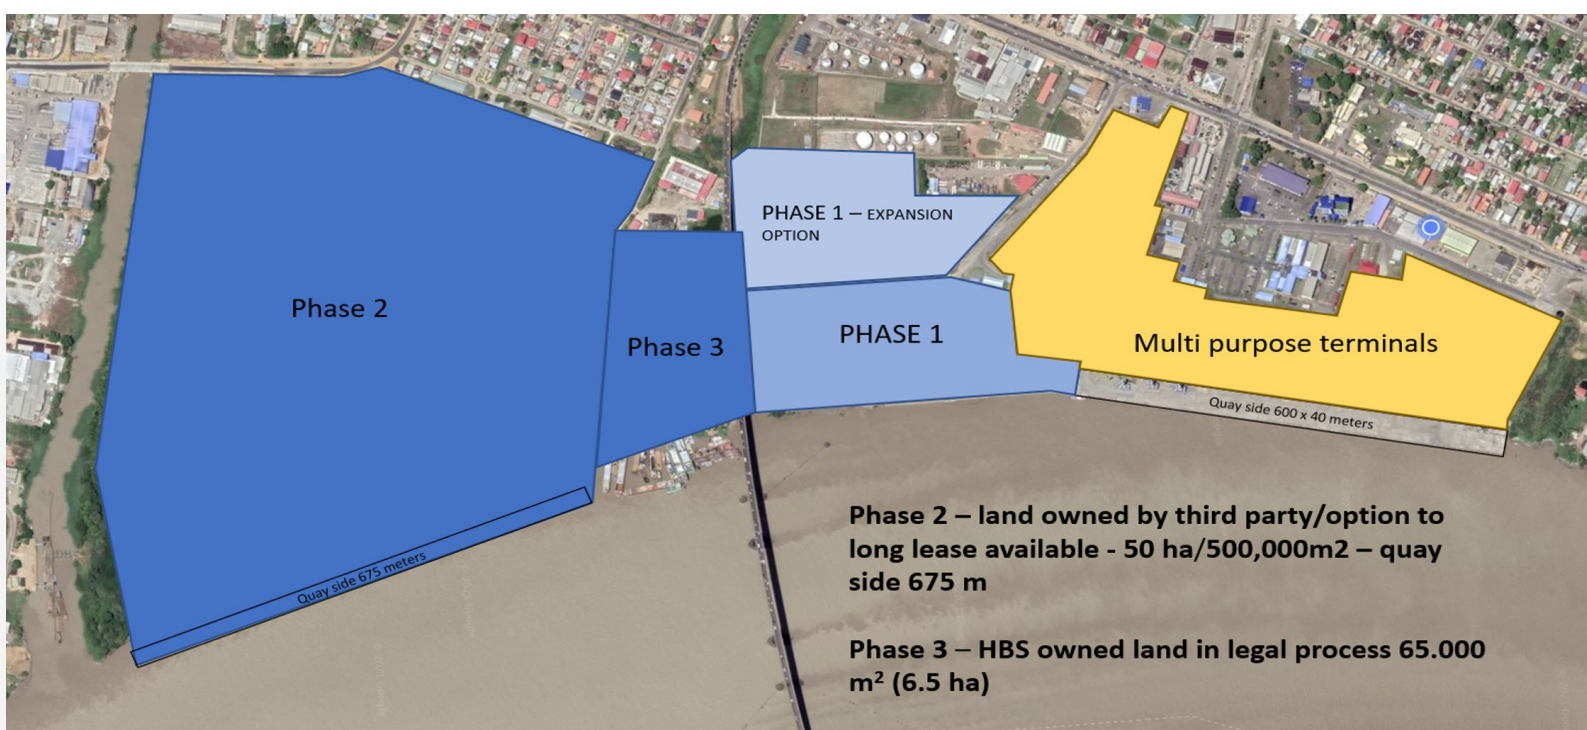 PHASE 1 – EXPANSION
OPTION
Phase 2
Phase 3
PHASE 1
Multi purpose terminals
Quay side 600 x 40 meters
Quay side 675 meters
Phase 2 – land owned by third party/option to
long lease available - 50 ha/500,000m2 – quay
side 675 m
Phase 3 – HBS owned land in legal process 65.000
m² (6.5 ha)